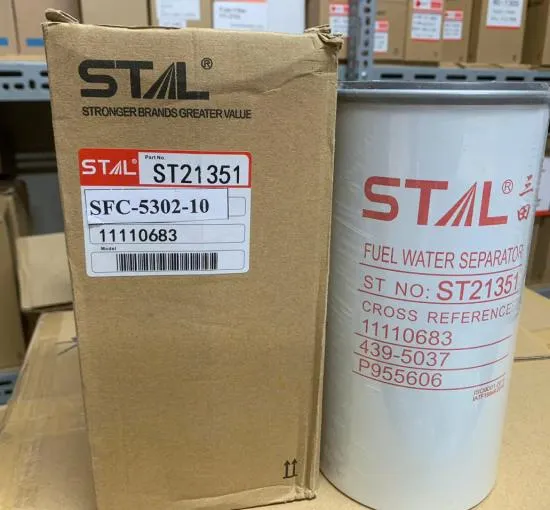 STAL®
STRONGER BRANDS GREATER VALUE
STAL®
Part No.
ST21351
SFC-5302-10
11110683
Model
STAL® 三田
FUEL WATER SEPARATOR
ST NO: ST21351
CROSS REFERENCE:
11110683
439-5037
P955606